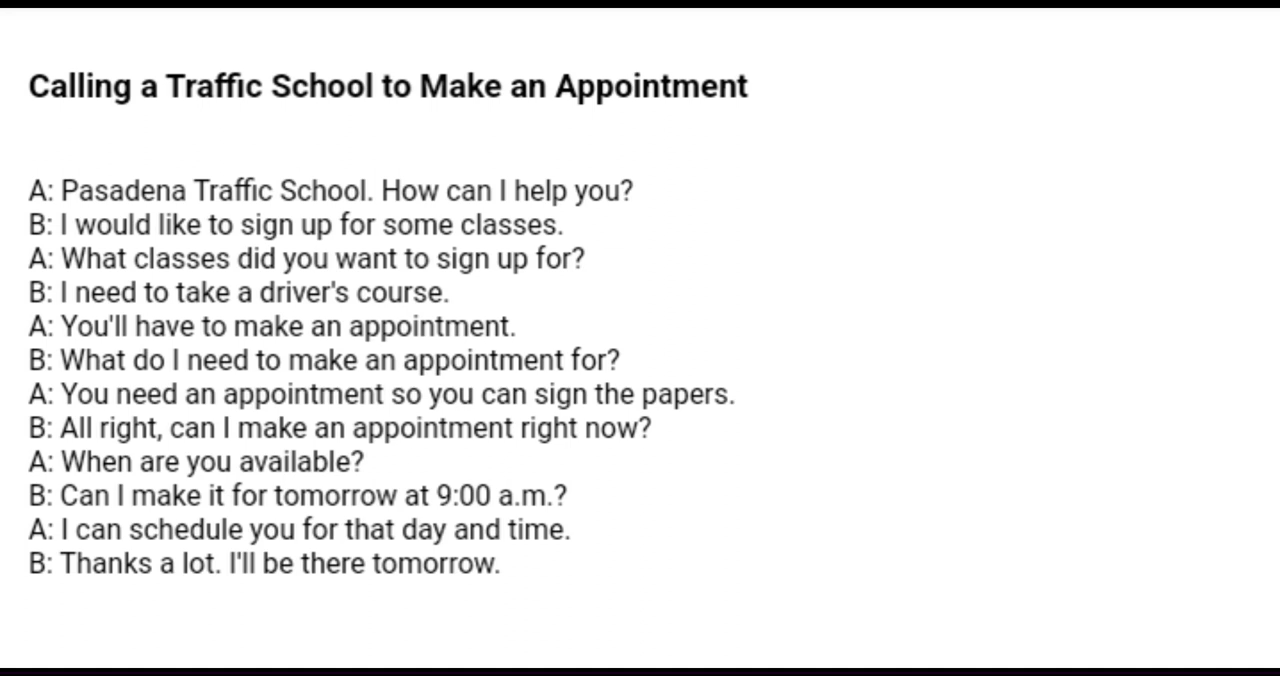 Calling a Traffic School to Make an Appointment
A: Pasadena Traffic School. How can I help you?
B: I would like to sign up for some classes.
A: What classes did you want to sign up for?
B: I need to take a driver's course.
A: You'll have to make an appointment.
B: What do I need to make an appointment for?
A: You need an appointment so you can sign the papers.
B: All right, can I make an appointment right now?
A: When are you available?
B: Can I make it for tomorrow at 9:00 a.m.?
A: I can schedule you for that day and time.
B: Thanks a lot. I'll be there tomorrow.